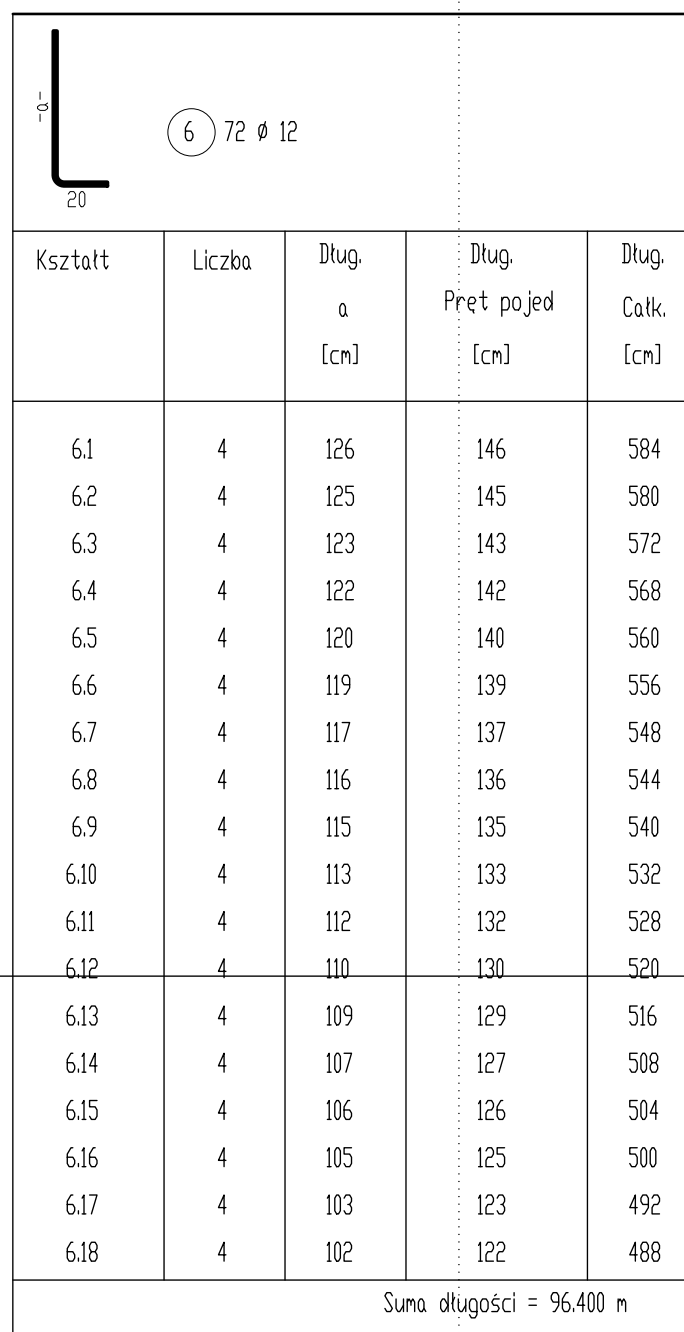 -a-
6 72 ø 12
20
Kształt Liczba Dług. a [cm] Dług. Pręt pojed [cm] Dług. Całk. [cm]
6.1 4 126 146 584
6.2 4 125 145 580
6.3 4 123 143 572
6.4 4 122 142 568
6.5 4 120 140 560
6.6 4 119 139 556
6.7 4 117 137 548
6.8 4 116 136 544
6.9 4 115 135 540
6.10 4 113 133 532
6.11 4 112 132 528
6.12 4 110 130 520
6.13 4 109 129 516
6.14 4 107 127 508
6.15 4 106 126 504
6.16 4 105 125 500
6.17 4 103 123 492
6.18 4 102 122 488
Suma długości = 96.400 m